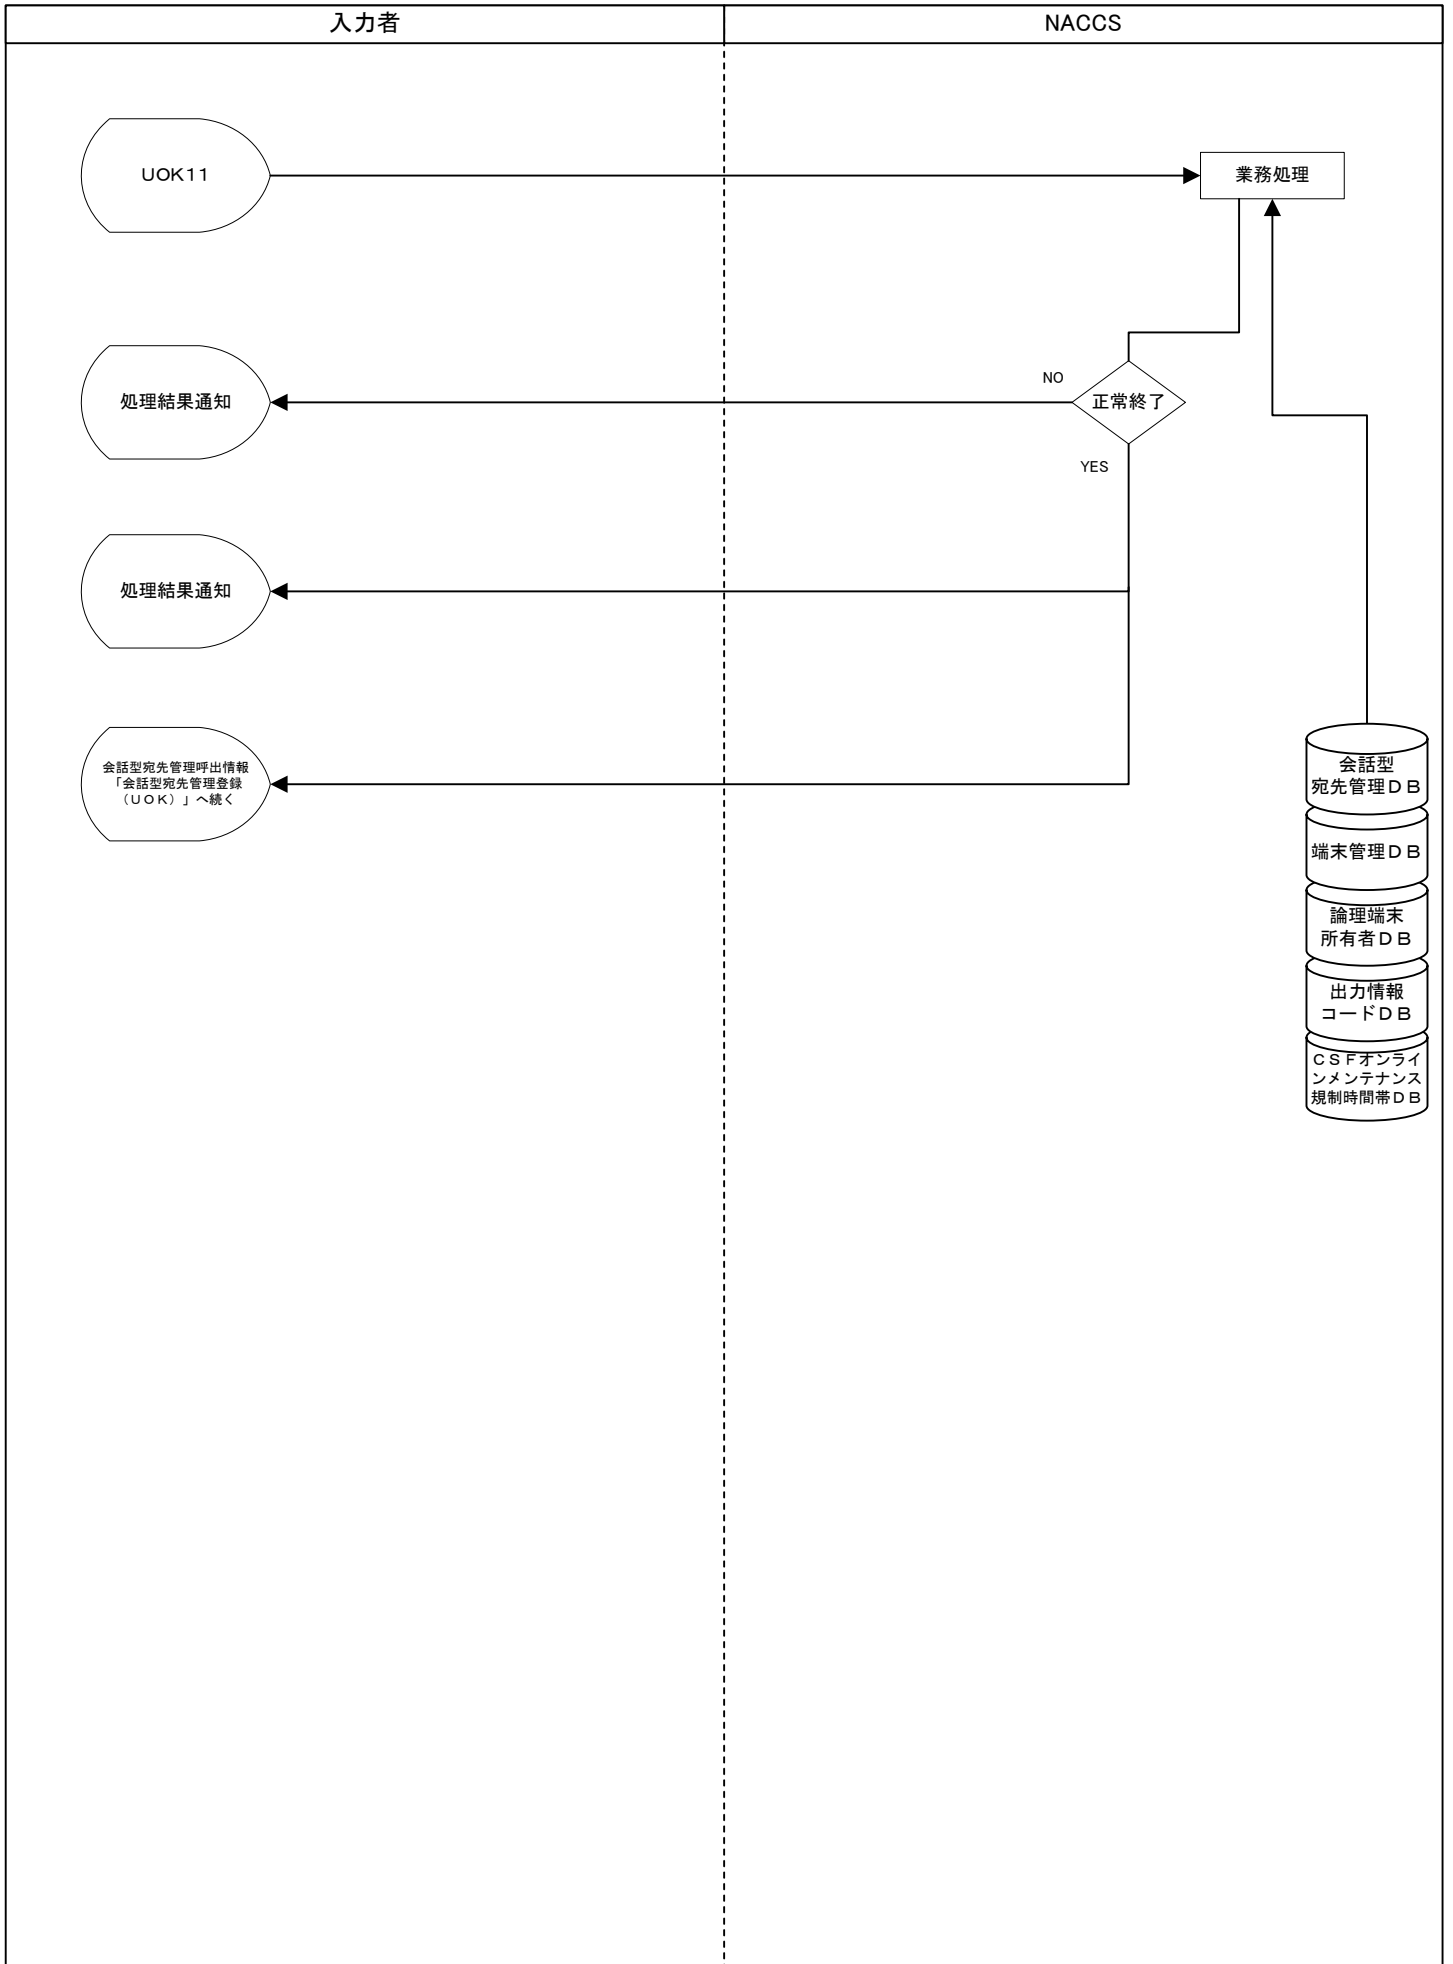 入力者
NACCS
UOK11
業務処理
処理結果通知
NO
正常終了
YES
処理結果通知
会話型宛先管理呼出情報
「会話型宛先管理登録
（ＵＯＫ）」へ続く
会話型
宛先管理ＤＢ
端末管理ＤＢ
論理端末
所有者ＤＢ
出力情報
コードＤＢ
ＣＳＦオンライ
ンメンテナンス
規制時間帯ＤＢ